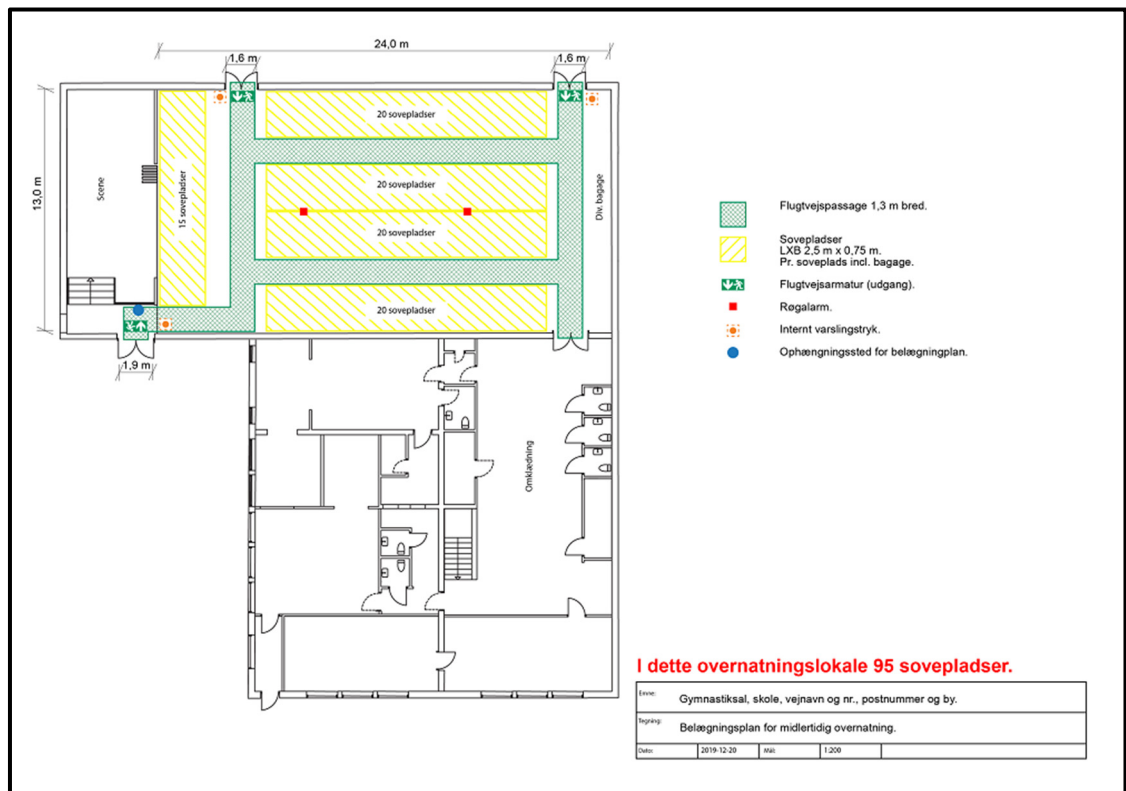 24,0 m
1,6 m
1,6 m
13,0 m
Scene
15 sovepladser
20 sovepladser
20 sovepladser
20 sovepladser
20 sovepladser
Div. bagage
1,9 m
Omklædning
Flugtvejspassage 1,3 m bred.
Sovepladser
LXB 2,5 m x 0,75 m.
Pr. soveplads incl. bagage.
Flugtvejsarmatur (udgang).
Røgalarm.
Internt varslingstryk.
Ophængningssted for belægningplan.
I dette overnatningslokale 95 sovepladser.
Emne: Gymnastiksal, skole, vejnavn og nr., postnummer og by.
Tegning: Belægningsplan for midlertidig overnatning.
Dato: 2019-12-20 Mål: 1:200